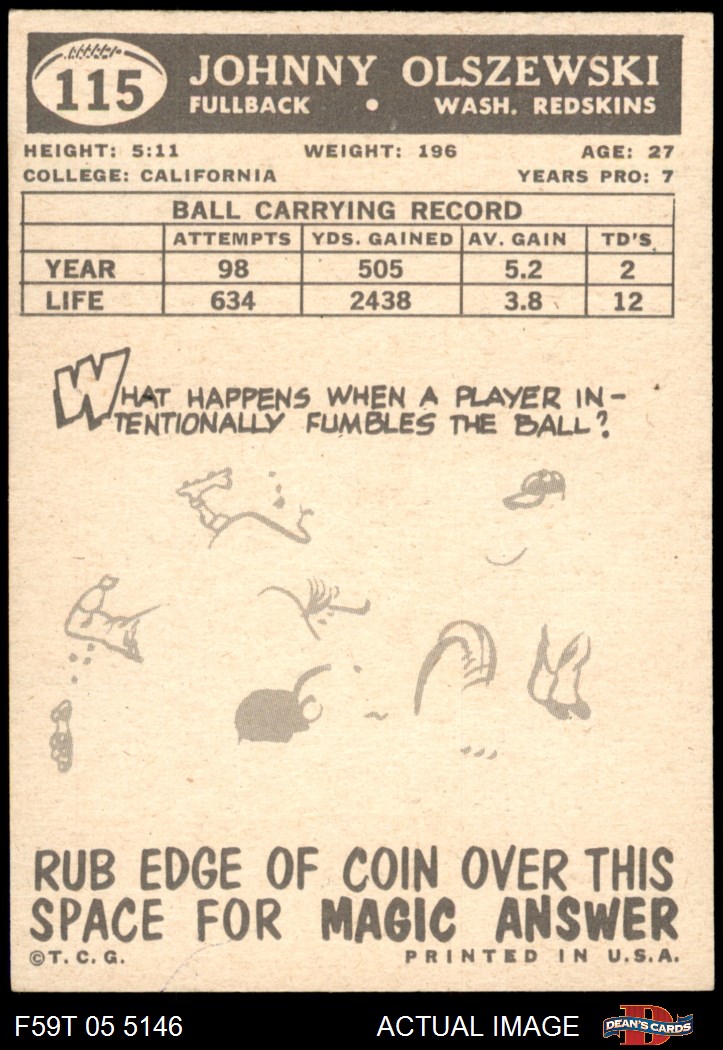 115
JOHNNY OLSZEWSKI
FULLBACK • WASH. REDSKINS
HEIGHT: 5:11 WEIGHT: 196 AGE: 27
COLLEGE: CALIFORNIA YEARS PRO: 7
BALL CARRYING RECORD
ATTEMPTS YDS. GAINED AV. GAIN TD'S.
YEAR 98 505 5.2 2
LIFE 634 2438 3.8 12
WHAT HAPPENS WHEN A PLAYER IN-
TENTIONALLY FUMBLES THE BALL?
RUB EDGE OF COIN OVER THIS
SPACE FOR MAGIC ANSWER
©T.C.G. PRINTED IN U.S.A.
F59T 05 5146 ACTUAL IMAGE D DEAN'S CARDS